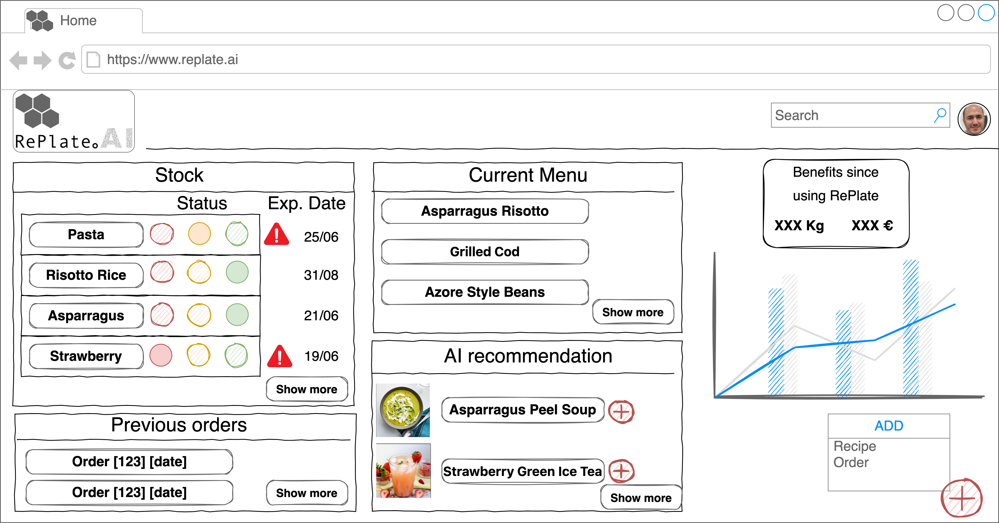 Home
https://www.replate.ai
RePlate.AI
Search
Stock
Status Exp. Date
Pasta 25/06
Risotto Rice 31/08
Asparragus 21/06
Strawberry 19/06
Show more
Previous orders
Order [123] [date]
Order [123] [date]
Show more
Current Menu
Asparragus Risotto
Grilled Cod
Azore Style Beans
Show more
AI recommendation
Asparragus Peel Soup
Strawberry Green Ice Tea
Show more
Benefits since
using RePlate
XXX Kg XXX €
ADD
Recipe
Order